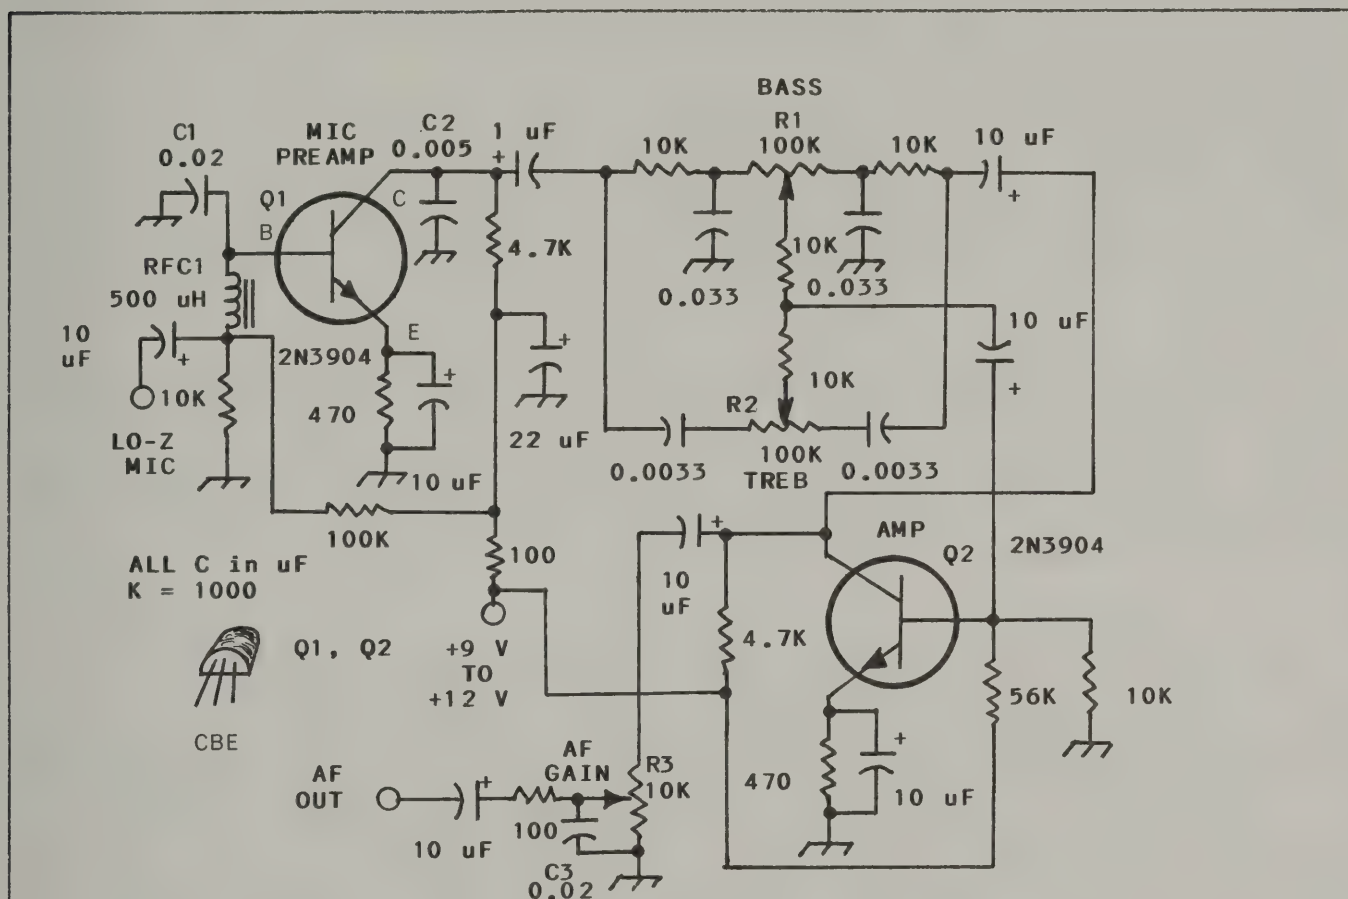 BASS
C1
0.02
MIC
PREAMP
C2
0.005
1 uF
+
10K
R1
100K
10K
10 uF
+
Q1
B
C
4.7K
RFC1
500 uH
10
uF
+
E
2N3904
10K
LO-Z
MIC
470
+
10 uF
+
22 uF
100K
10K
0.033
0.033
10 uF
+
10K
R2
100K
TREB
0.0033
0.0033
ALL C in uF
K = 1000
100
Q1, Q2
CBE
+9 V
TO
+12 V
+
10
uF
AMP
Q2
2N3904
4.7K
56K
10K
470
+
10 uF
AF
OUT
+
10 uF
AF
GAIN
R3
10K
100
C3
0.02